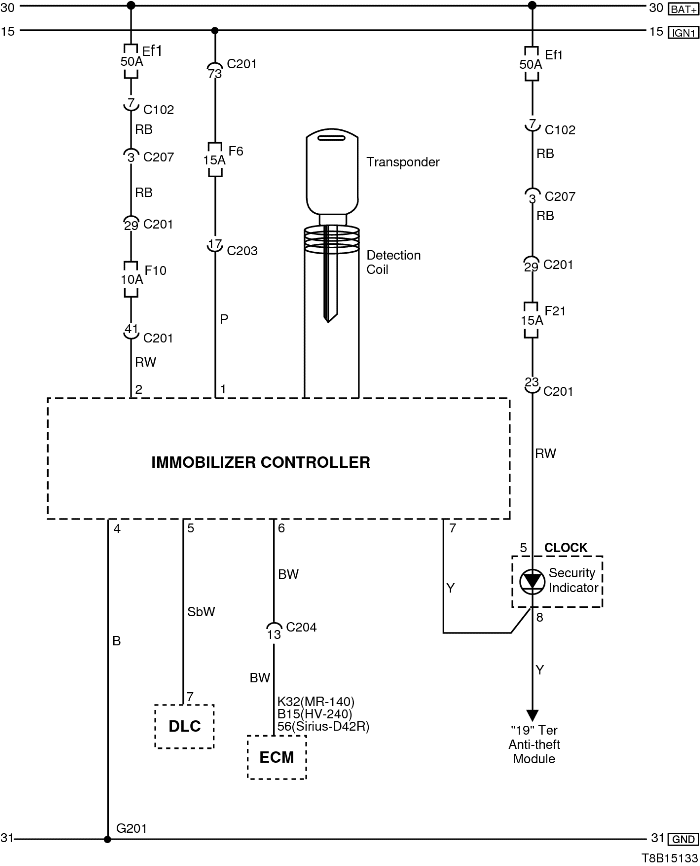 30
30 BAT+
15
15 IGN1
Ef1
50A
C201
73
Ef1
50A
7 C102
7 C102
RB
RB
F6
15A
Transponder
3 C207
3 C207
RB
RB
29 C201
17 C203
Detection
Coil
29 C201
F10
10A
F21
15A
P
41 C201
RW
23 C201
2
1
RW
IMMOBILIZER CONTROLLER
4
5
6
7
5 CLOCK
BW
Security
Indicator
Y
SbW
8
C204
13
B
BW
Y
7
K32(MR-140)
B15(HV-240)
56(Sirius-D42R)
DLC
ECM
"19" Ter
Anti-theft
Module
G201
31
31 GND
T8B15133